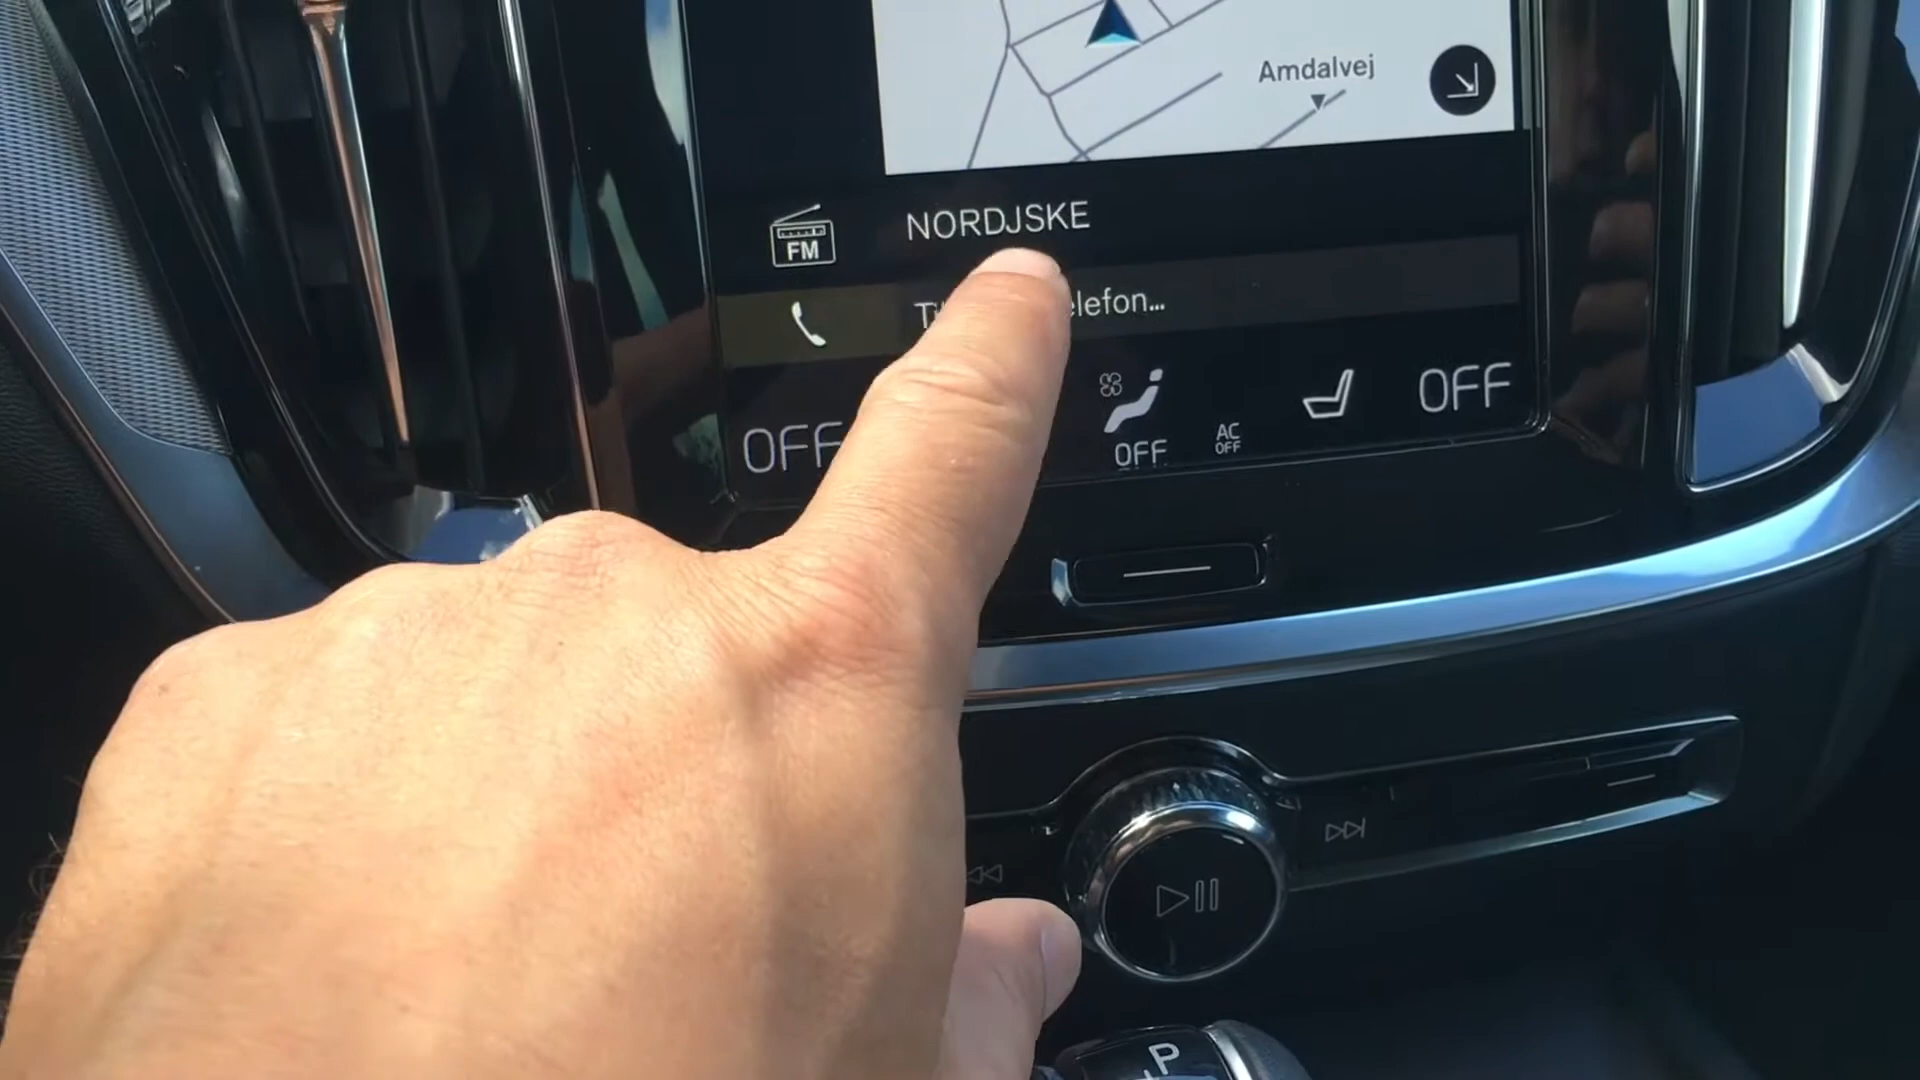 Amdalvej
FM
NORDJSKE
elefon...
OFF
OFF
AC
OFF
OFF
P